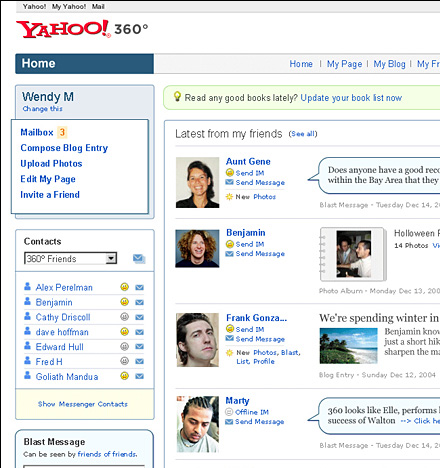 Yahoo! My Yahoo! Mail
YAHOO! 360°
Home
Home | My Page | My Blog | My Fr
Wendy M
Change this
Mailbox 3
Compose Blog Entry
Upload Photos
Edit My Page
Invite a Friend
Contacts
360° Friends
Alex Perelman
Benjamin
Cathy Driscoll
dave hoffman
Edward Hull
Fred H
Goliath Mandua
Show Messenger Contacts
Blast Message
Can be seen by friends of friends.
Read any good books lately? Update your book list now
Latest from my friends (See all)
Aunt Gene
Send IM
Send Message
New Photos
Does anyone have a good reco
within the Bay Area that they
Blast Message - Tuesday Dec 14, 2
Benjamin
Send IM
Send Message
Holloween P
14 Photos Vi
Photo Album - Monday Dec 13, 200
Frank Gonza...
Send IM
Send Message
New Photos, Blast,
List, Profile
We're spending winter in
Benjamin know
just a short hik
sharpen the ma
Blog Entry - Sunday Dec 12, 2004
Marty
Offline IM
Send Message
360 looks like Elle, performs l
success of Walton --> Click he
Blast Message - Tuesday Dec 14, 20